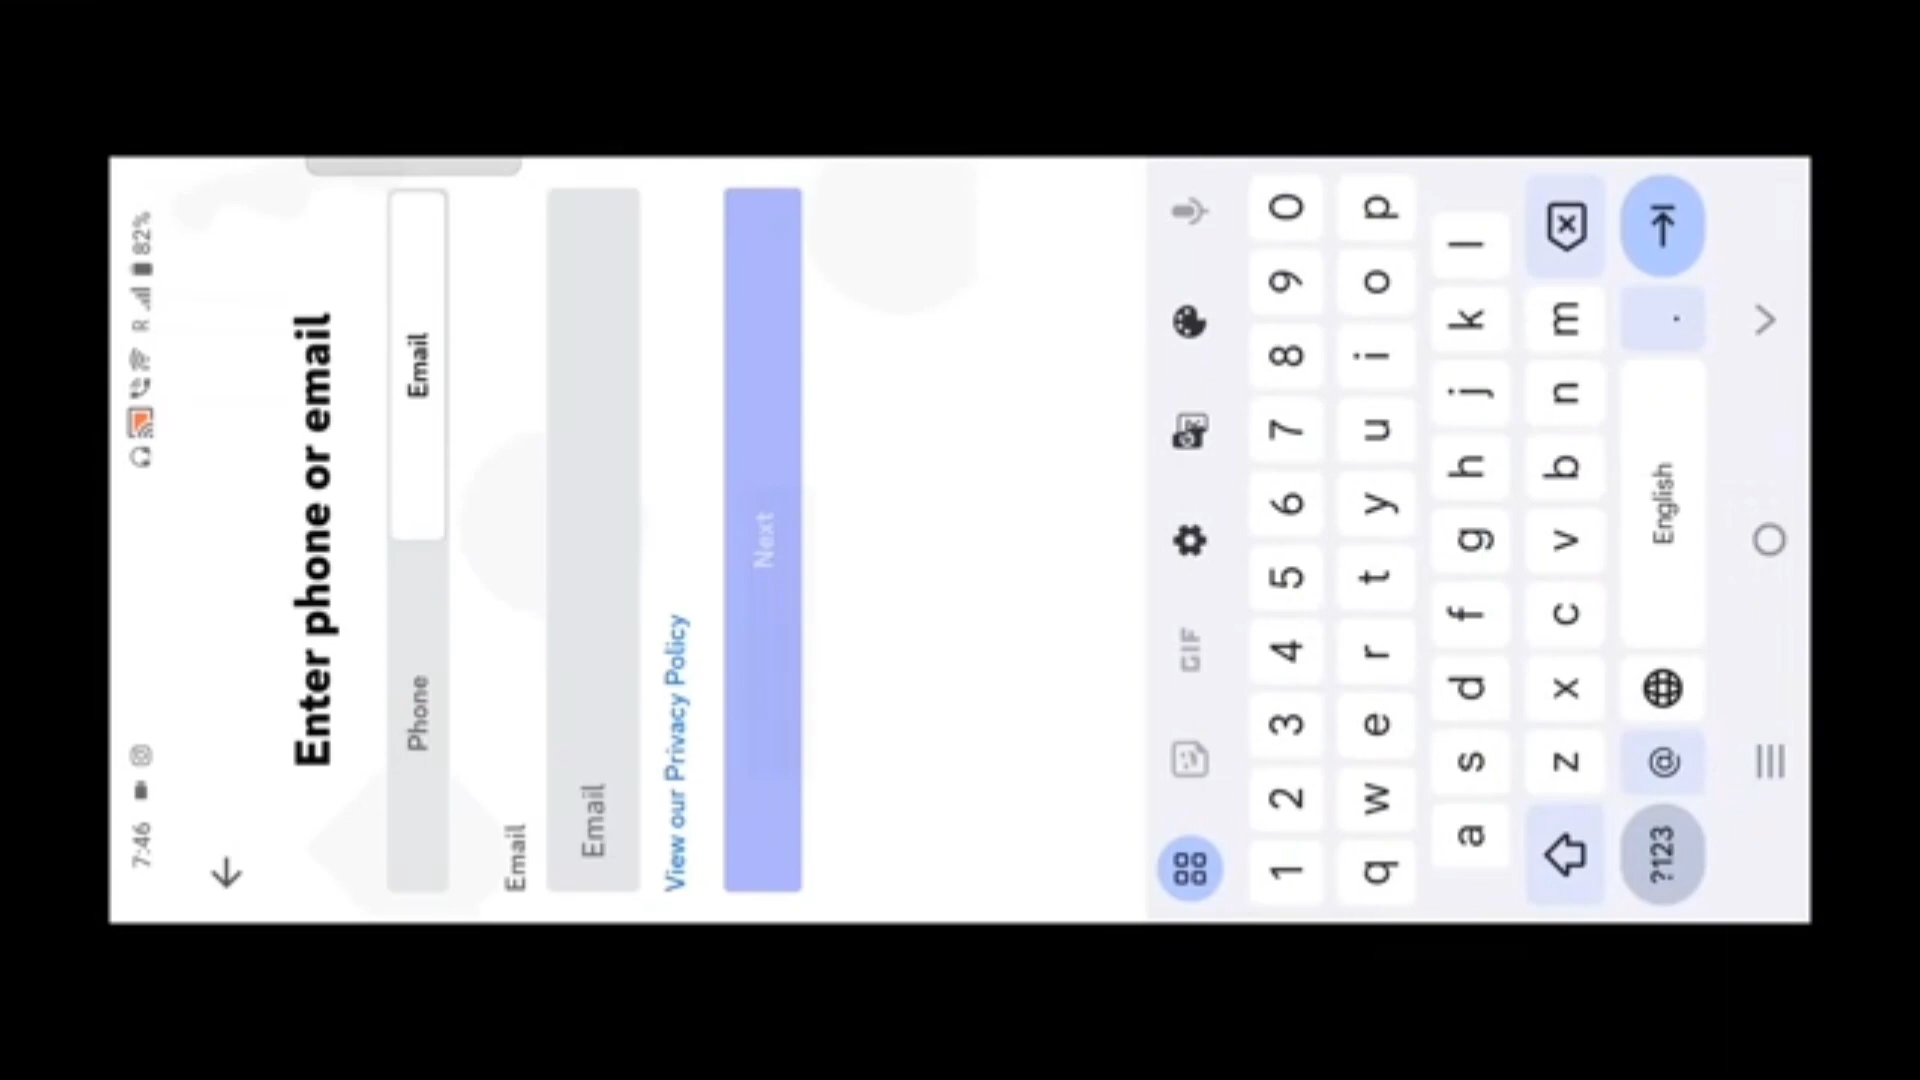 7:46 R 82%
Enter phone or email
Phone Email
Email
Email
View our Privacy Policy
Next
GIF
1 2 3 4 5 6 7 8 9 0
q w e r t y u i o p
a s d f g h j k l
z x c v b n m
?123 @ English .